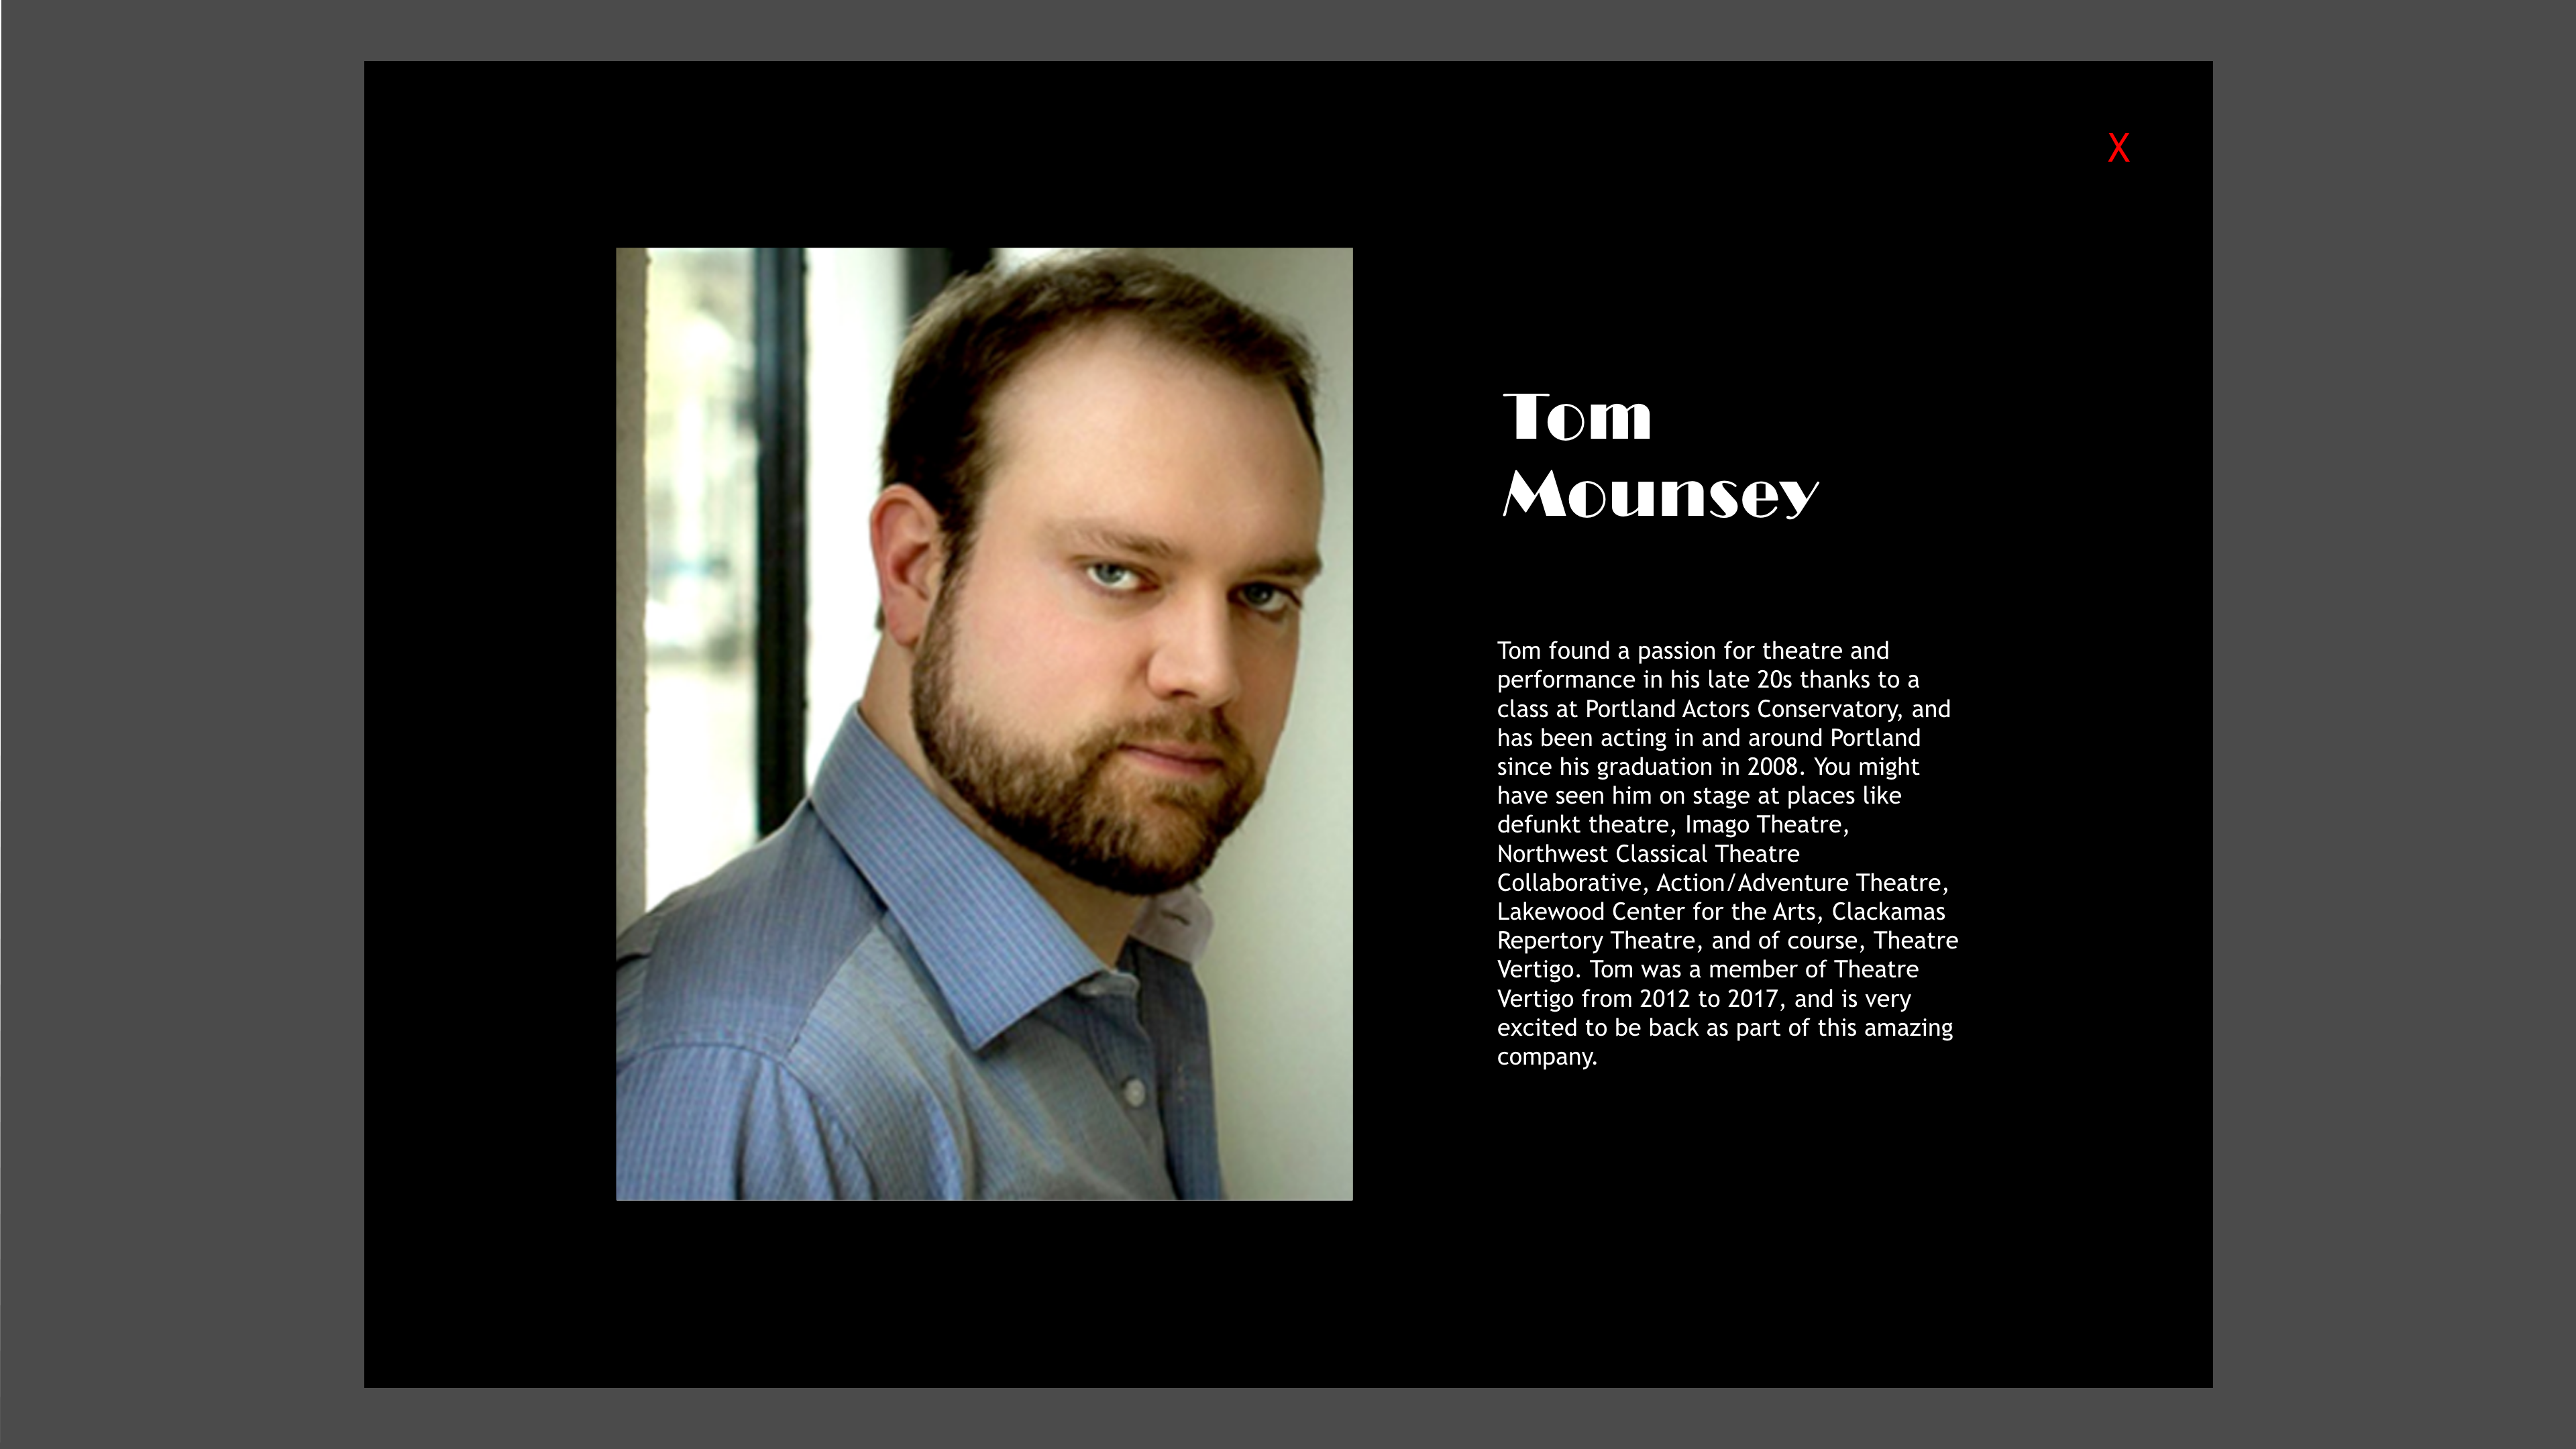 X
Tom
Mounsey
Tom found a passion for theatre and
performance in his late 20s thanks to a
class at Portland Actors Conservatory, and
has been acting in and around Portland
since his graduation in 2008. You might
have seen him on stage at places like
defunkt theatre, Imago Theatre,
Northwest Classical Theatre
Collaborative, Action/Adventure Theatre,
Lakewood Center for the Arts, Clackamas
Repertory Theatre, and of course, Theatre
Vertigo. Tom was a member of Theatre
Vertigo from 2012 to 2017, and is very
excited to be back as part of this amazing
company.